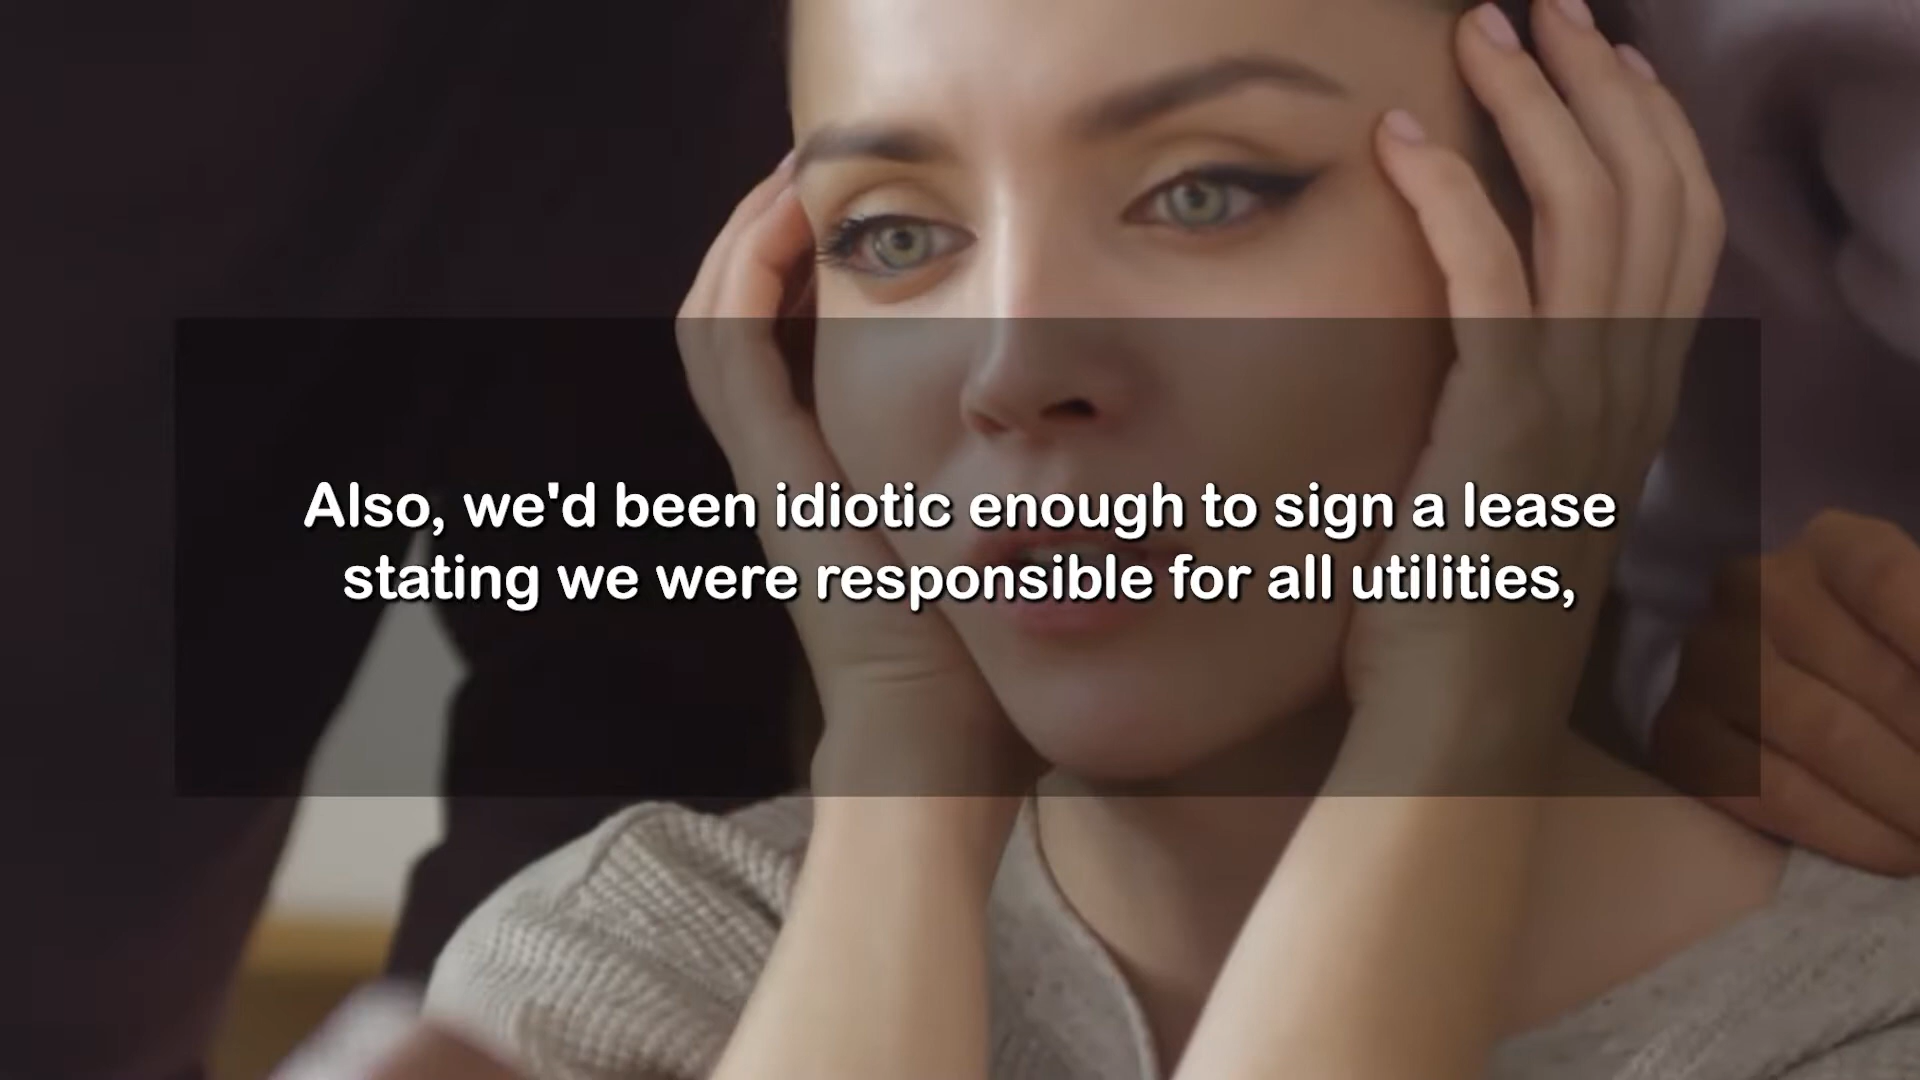 Also, we'd been idiotic enough to sign a lease
stating we were responsible for all utilities,